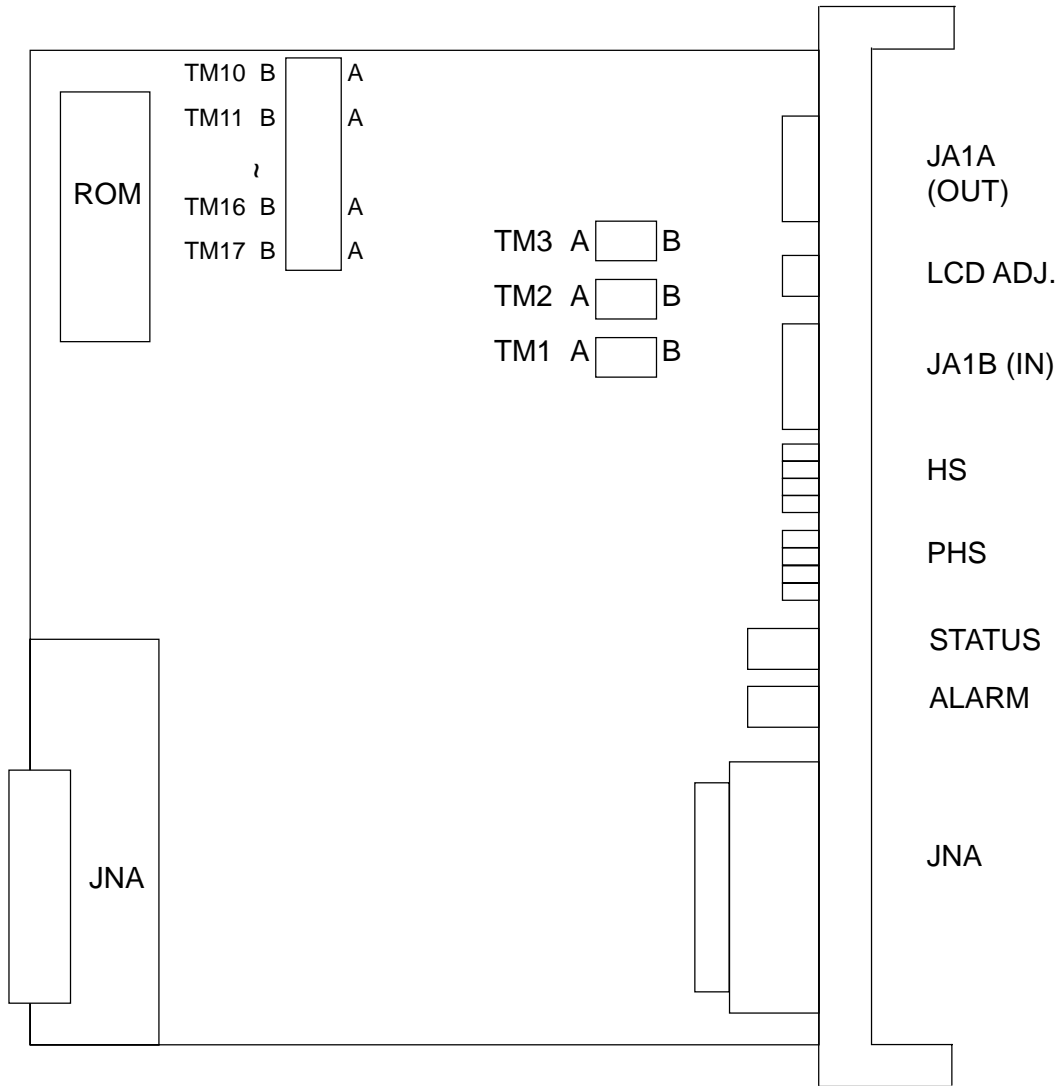 TM10 B A
TM11 B A
~
TM16 B A
TM17 B A
ROM
TM3 A B
TM2 A B
TM1 A B
JA1A
(OUT)
LCD ADJ.
JA1B (IN)
HS
PHS
STATUS
ALARM
JNA
JNA